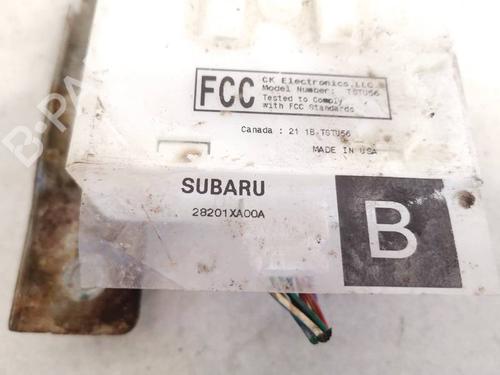 FCC
CK Electronics, LLC.
Model Number: TSTU56
Tested to Comply
with FCC Standards
Canada : 21 1B-TSTU56
MADE IN USA
SUBARU
28201XA00A
B
B-PA